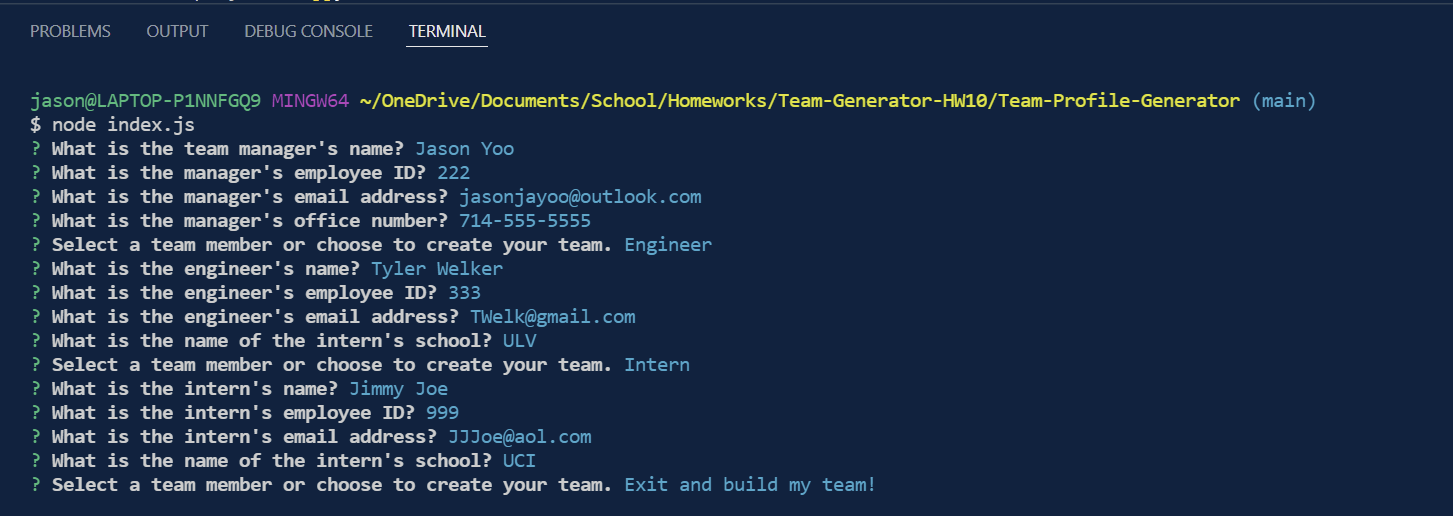 PROBLEMS OUTPUT DEBUG CONSOLE TERMINAL
jason@LAPTOP-P1NNFGQ9 MINGW64 ~/OneDrive/Documents/School/Homeworks/Team-Generator-HW10/Team-Profile-Generator (main)
$ node index.js
? What is the team manager's name? Jason Yoo
? What is the manager's employee ID? 222
? What is the manager's email address? jasonjayoo@outlook.com
? What is the manager's office number? 714-555-5555
? Select a team member or choose to create your team. Engineer
? What is the engineer's name? Tyler Welker
? What is the engineer's employee ID? 333
? What is the engineer's email address? TWelk@gmail.com
? What is the name of the intern's school? ULV
? Select a team member or choose to create your team. Intern
? What is the intern's name? Jimmy Joe
? What is the intern's employee ID? 999
? What is the intern's email address? JJJoe@aol.com
? What is the name of the intern's school? UCI
? Select a team member or choose to create your team. Exit and build my team!